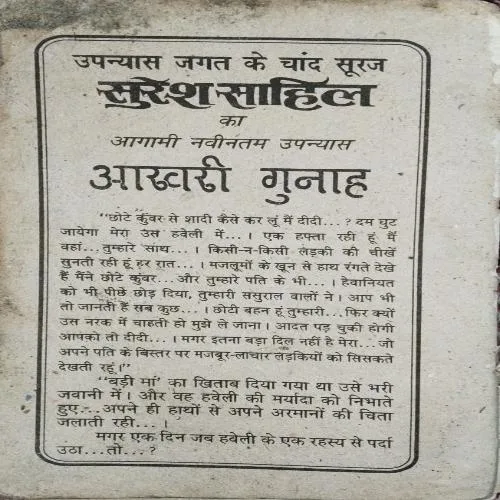 उपन्यास जगत के चांद सूरज
सुरेश साहिल
का
आगामी नवीनतम उपन्यास
आखरी गुनाह
"छोटे कुंवर से शादी कैसे कर लूं मैं दीदी...? दम घुट
जायेगा मेरा उस हवेली में...। एक हफ्ता रही हूं मैं
वहां...तुम्हारे साथ...। किसी-न-किसी लड़की की चीखें
सुनती रही हूं हर रात...। मजलूमों के खून से हाथ रंगते देखे
हैं मैंने छोटे कुंवर...और तुम्हारे पति के भी...। हैवानियत
को भी पीछे छोड़ दिया, तुम्हारी ससुराल वालों ने। आप भी
तो जानती हैं सब कुछ...। छोटी बहन हूं तुम्हारी...फिर क्यों
उस नरक में चाहती हो मुझे ले जाना। आदत पड़ चुकी होगी
आपको तो दीदी...। मगर इतना बड़ा दिल नहीं है मेरा...जो
अपने पति के बिस्तर पर मजबूर-लाचार लड़कियों को सिसकते
देखती रहूं।"
"बड़ी मां' का खिताब दिया गया था उसे भरी
जवानी में। और वह हवेली की मर्यादा को निभाते
हुए...अपने ही हाथों से अपने अरमानों की चिता
जलाती रही...।
मगर एक दिन जब हवेली के एक रहस्य से पर्दा
उठा...तो...?